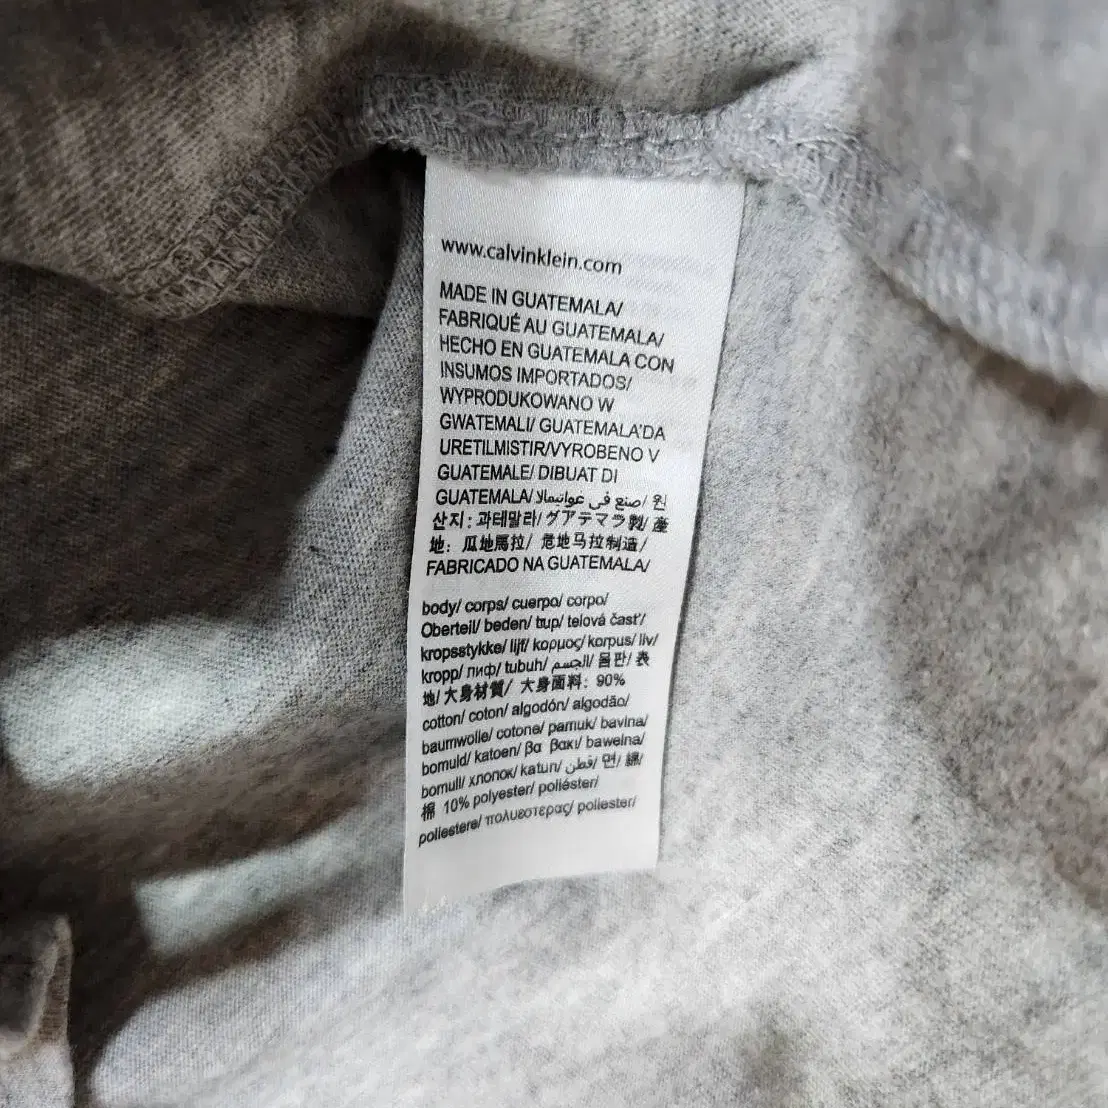 www.calvinklein.com
MADE IN GUATEMALA/
FABRIQUÉ AU GUATEMALA/
HECHO EN GUATEMALA CON
INSUMOS IMPORTADOS/
WYPRODUKOWANO W
GWATEMALI/ GUATEMALA'DA
URETILMISTIR/VYROBENO V
GUATEMALE/ DIBUAT DI
GUATEMALA/ صنع في غواتيمالا/ 원
산지: 과테말라/ グアテマラ製/ 產
地: 瓜地馬拉/ 危地马拉制造/
FABRICADO NA GUATEMALA/
body/ corps/ cuerpo/ corpo/
Oberteil/ beden/ trup/ telová časť/
kropsstykke/ lijf/ κορμος/ korpus/ liv/
kropp/ лиф/ tubuh/ الجسم/ 몸판/ 表
地/ 大身材質/ 大身面料: 90%
cotton/ coton/ algodón/ algodão/
baumwolle/ cotone/ pamuk/ bavlna/
bomuld/ katoen/ βα βακι/ bawełna/
bomull/ хлопок/ katun/ قطن/ 면/ 綿/
棉 10% polyester/ poliéster/
poliestere/ πολυεστερας/ poliester/